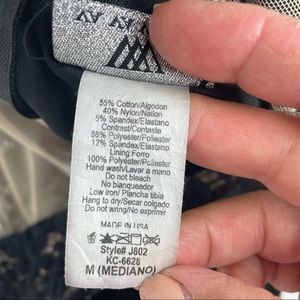 55% Cotton/Algodon
40% Nylon/Nailon
5% Spandex/Elastano
Contrast/Contaste
88% Polyester/Poliester
12% Spandex/Elastano
Lining:Forro
100% Polyester/Poliester
Hand wash/Lavar a mano
Do not bleach
No blanqueador
Low iron/ Plancha tibia
Hang to dry/Secar colgado
Do not wring/No exprimir
MADE IN USA
Style# J802
KC-6628
M (MEDIANO)